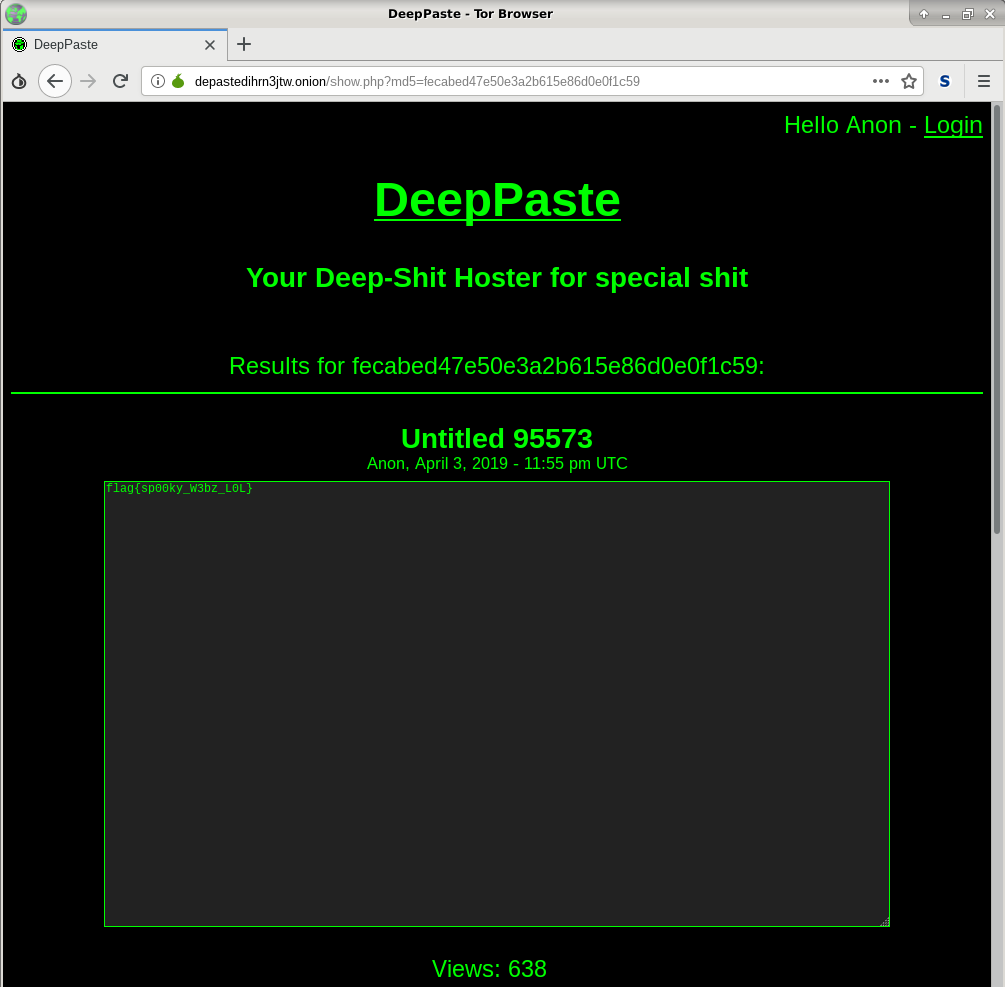 DeepPaste - Tor Browser
DeepPaste
depastedihrn3jtw.onion/show.php?md5=fecabed47e50e3a2b615e86d0e0f1c59
S
Hello Anon - Login
DeepPaste
Your Deep-Shit Hoster for special shit
Results for fecabed47e50e3a2b615e86d0e0f1c59:
Untitled 95573
Anon, April 3, 2019 - 11:55 pm UTC
flag{sp00ky_W3bz_L0L}
Views: 638